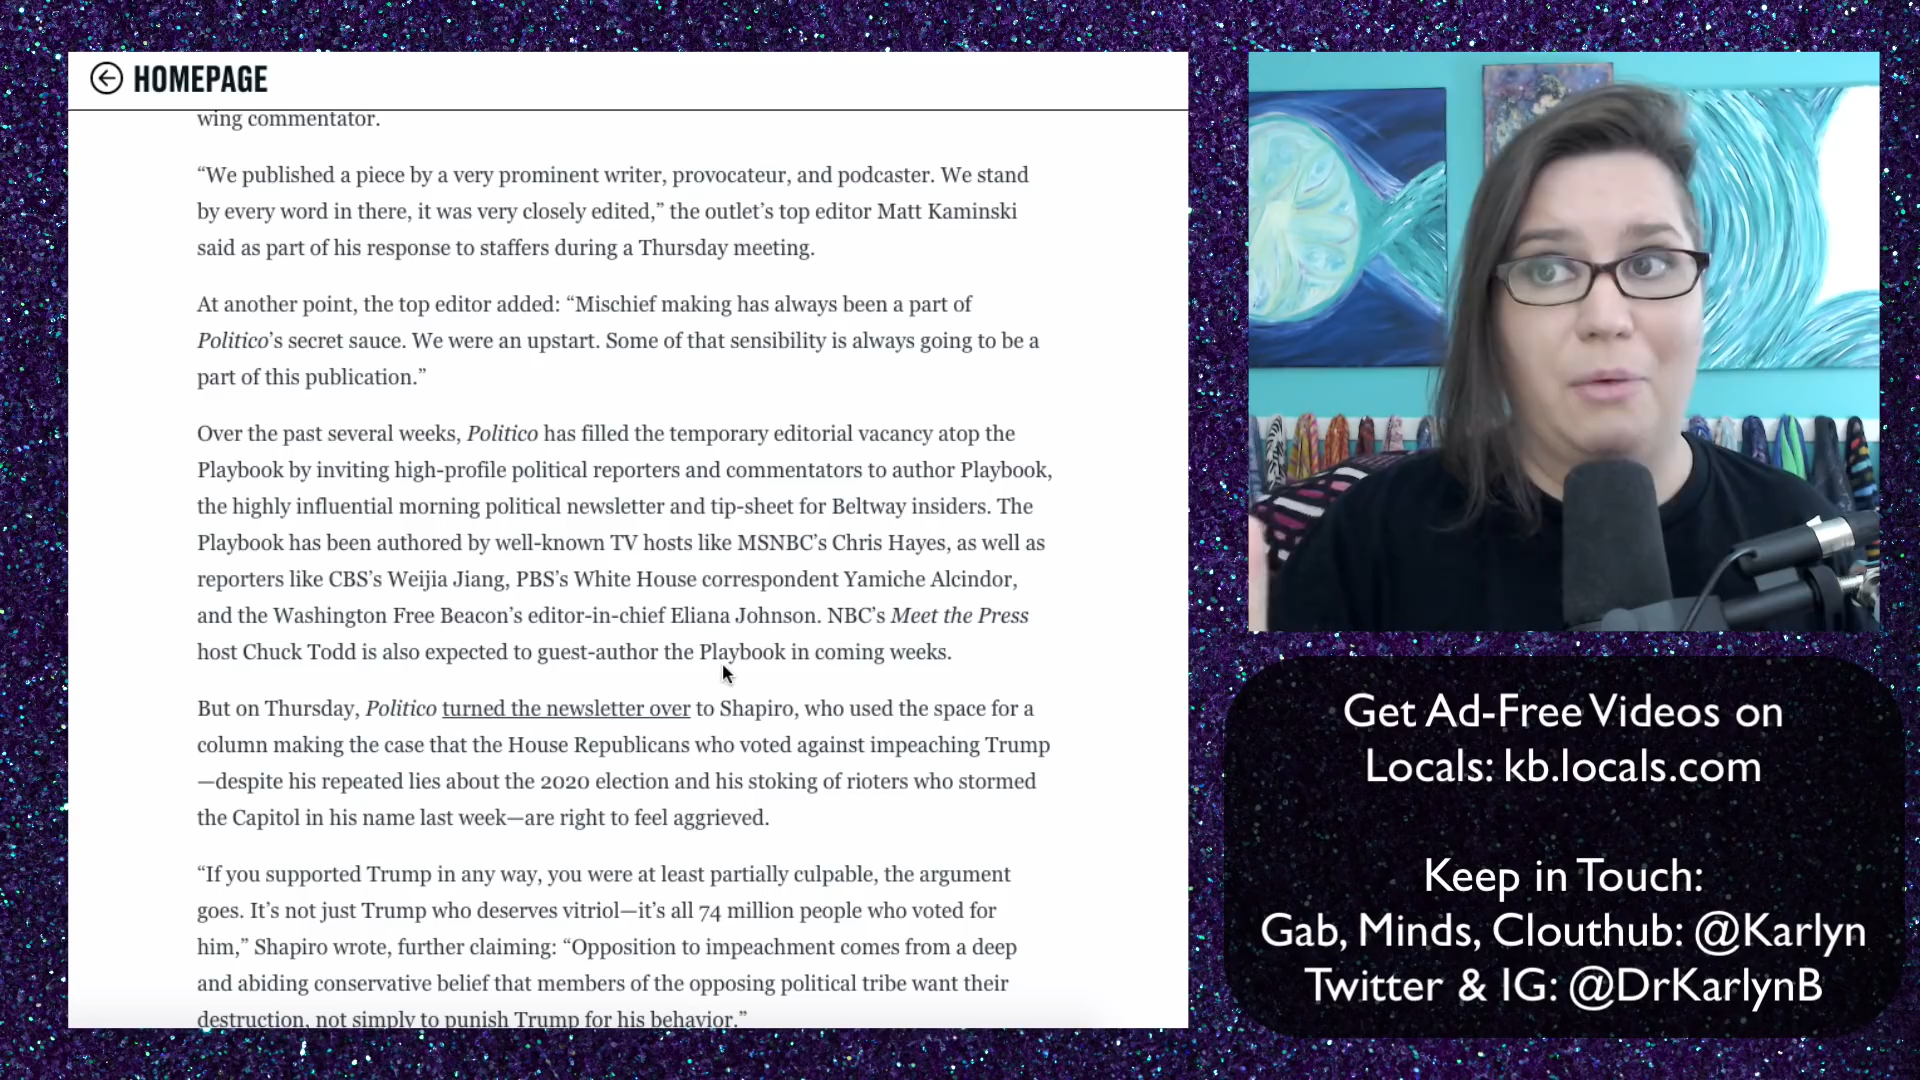 HOMEPAGE
wing commentator.
“We published a piece by a very prominent writer, provocateur, and podcaster. We stand
by every word in there, it was very closely edited,” the outlet’s top editor Matt Kaminski
said as part of his response to staffers during a Thursday meeting.
At another point, the top editor added: “Mischief making has always been a part of
Politico’s secret sauce. We were an upstart. Some of that sensibility is always going to be a
part of this publication.”
Over the past several weeks, Politico has filled the temporary editorial vacancy atop the
Playbook by inviting high-profile political reporters and commentators to author Playbook,
the highly influential morning political newsletter and tip-sheet for Beltway insiders. The
Playbook has been authored by well-known TV hosts like MSNBC’s Chris Hayes, as well as
reporters like CBS’s Weijia Jiang, PBS’s White House correspondent Yamiche Alcindor,
and the Washington Free Beacon’s editor-in-chief Eliana Johnson. NBC’s Meet the Press
host Chuck Todd is also expected to guest-author the Playbook in coming weeks.
But on Thursday, Politico turned the newsletter over to Shapiro, who used the space for a
column making the case that the House Republicans who voted against impeaching Trump
—despite his repeated lies about the 2020 election and his stoking of rioters who stormed
the Capitol in his name last week—are right to feel aggrieved.
“If you supported Trump in any way, you were at least partially culpable, the argument
goes. It’s not just Trump who deserves vitriol—it’s all 74 million people who voted for
him,” Shapiro wrote, further claiming: “Opposition to impeachment comes from a deep
and abiding conservative belief that members of the opposing political tribe want their
destruction, not simply to punish Trump for his behavior.”
Get Ad-Free Videos on
Locals: kb.locals.com
Keep in Touch:
Gab, Minds, Clouthub: @Karlyn
Twitter & IG: @DrKarlynB